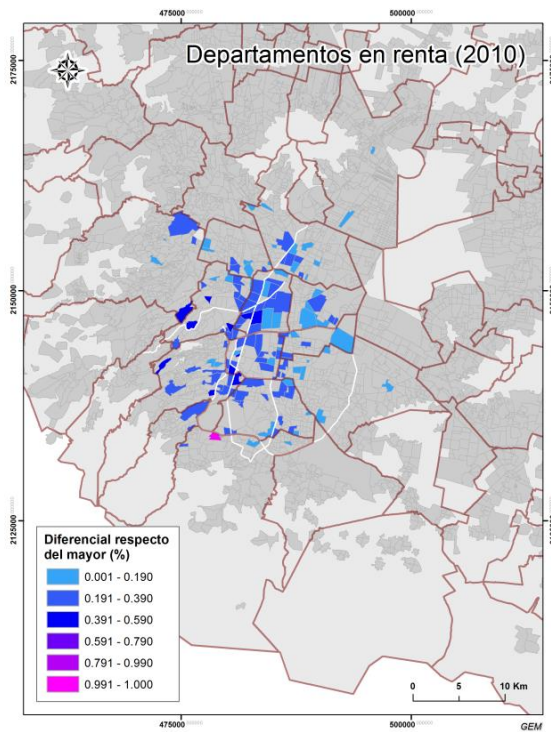 475000
500000
Departamentos en renta (2010)
2175000
2150000
2125000
Diferencial respecto
del mayor (%)
0.001 - 0.190
0.191 - 0.390
0.391 - 0.590
0.591 - 0.790
0.791 - 0.990
0.991 - 1.000
0 5 10 Km
475000
500000
GEM